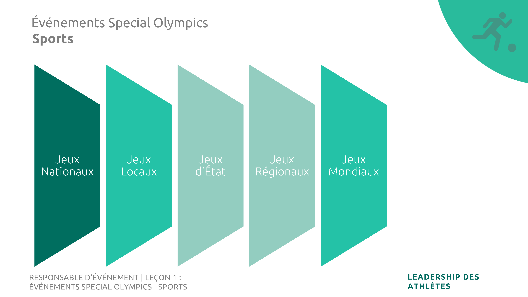 Événements Special Olympics
Sports
Jeux
Nationaux
Jeux
Locaux
Jeux
d'État
Jeux
Régionaux
Jeux
Mondiaux
RESPONSABLE D'ÉVÉNEMENT | LEÇON 1 :
ÉVÉNEMENTS SPECIAL OLYMPICS - SPORTS
LEADERSHIP DES
ATHLÈTES